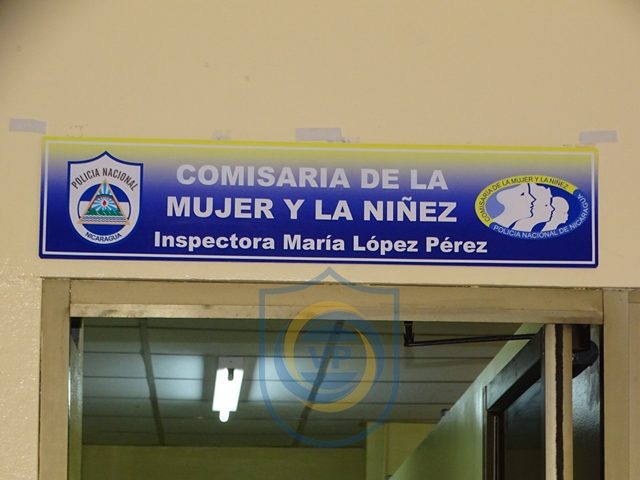 COMISARIA DE LA
MUJER Y LA NIÑEZ
Inspectora María López Pérez
POLICIA NACIONAL
NICARAGUA
COMISARIA DE LA MUJER Y LA NIÑEZ
POLICIA NACIONAL DE NICARAGUA
VP